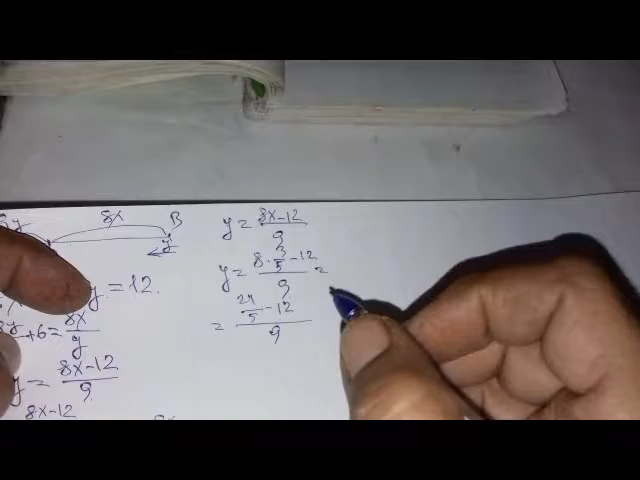 8x B
y
y = 12.
+6 = 8x/y
y = 8x-12/9
8x-12
y = 8x-12/9
y = 8·3/5-12/9 =
= 24/5-12/9